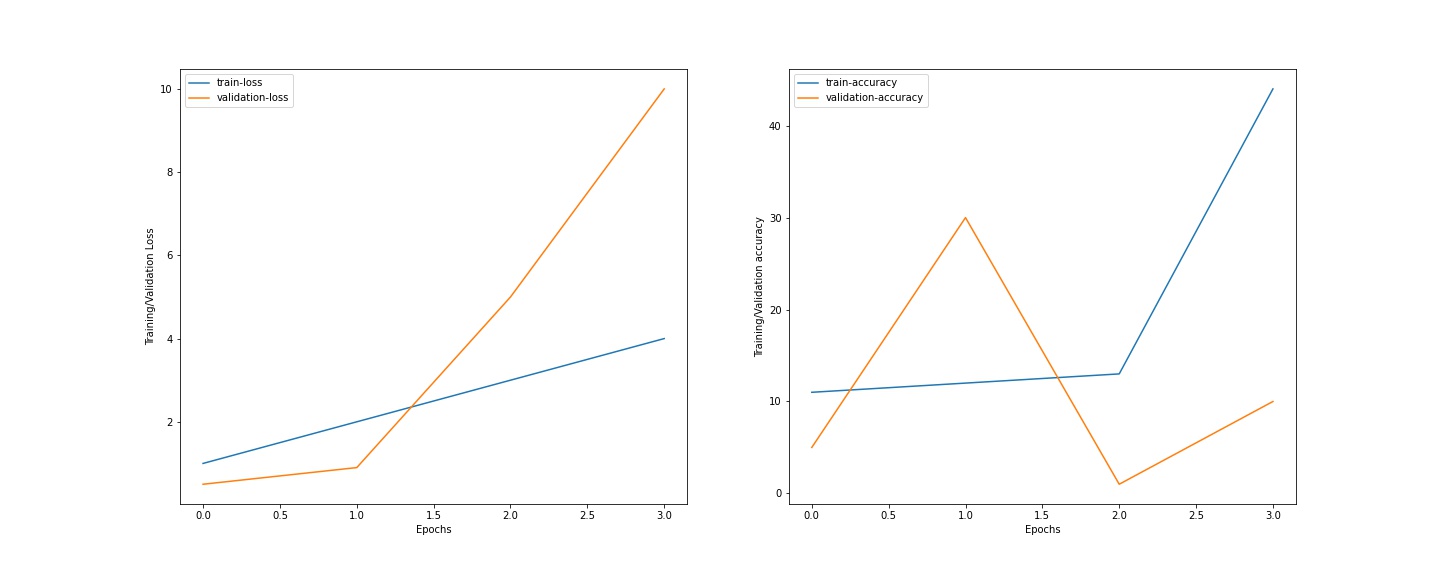 train-loss
validation-loss
10
8
6
4
2
Training/Validation Loss
0.0 0.5 1.0 1.5 2.0 2.5 3.0
Epochs
train-accuracy
validation-accuracy
40
30
20
10
0
Training/Validation accuracy
0.0 0.5 1.0 1.5 2.0 2.5 3.0
Epochs